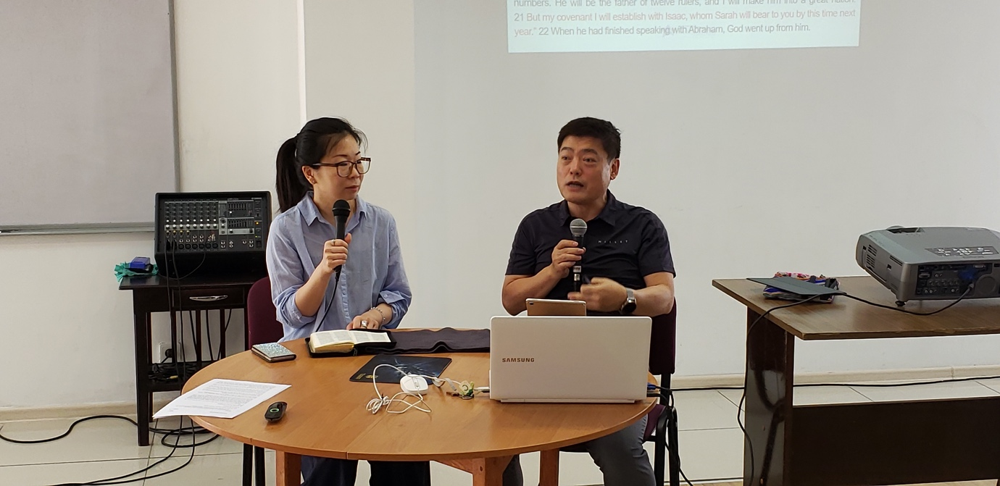 numbers. He will be the father of twelve rulers, and I will make him into a great nation.
21 But my covenant I will establish with Isaac, whom Sarah will bear to you by this time next
year.” 22 When he had finished speaking with Abraham, God went up from him.
MILLET
SAMSUNG